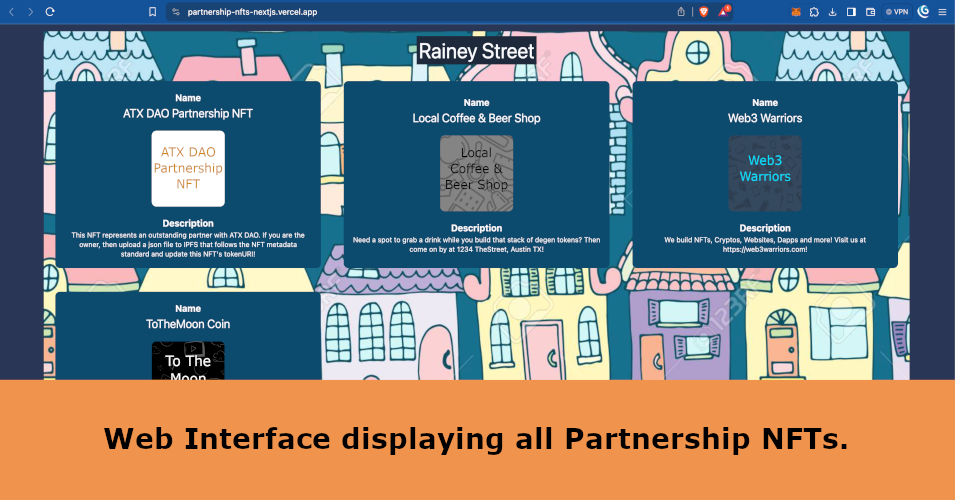 partnership-nfts-nextjs.vercel.app
VPN
Rainey Street
Name
ATX DAO Partnership NFT
ATX DAO
Partnership
NFT
Description
This NFT represents an outstanding partner with ATX DAO. If you are the
owner, then upload a json file to IPFS that follows the NFT metadata
standard and update this NFT's tokenURI!
Name
Local Coffee & Beer Shop
Local
Coffee &
Beer Shop
Description
Need a spot to grab a drink while you build that stack of degen tokens? Then
come on by at 1234 TheStreet, Austin TX!
Name
Web3 Warriors
Web3
Warriors
Description
We build NFTs, Cryptos, Websites, Dapps and more! Visit us at
https://web3warriors.com!
Name
ToTheMoon Coin
To The
Moon
123RF
Web Interface displaying all Partnership NFTs.